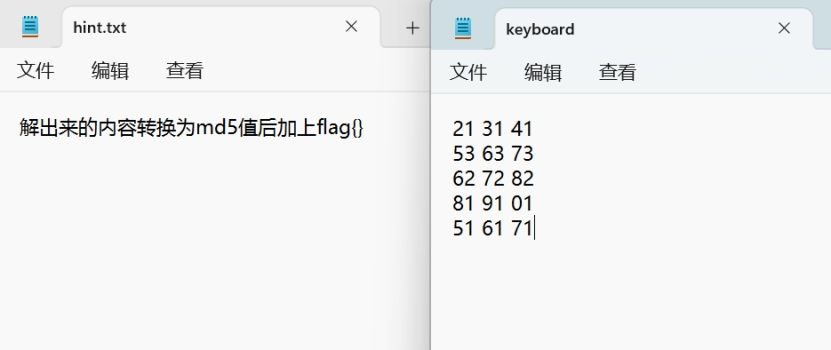 hint.txt
文件 编辑 查看
解出来的内容转换为md5值后加上flag{}
keyboard
文件 编辑 查看
21 31 41
53 63 73
62 72 82
81 91 01
51 61 71